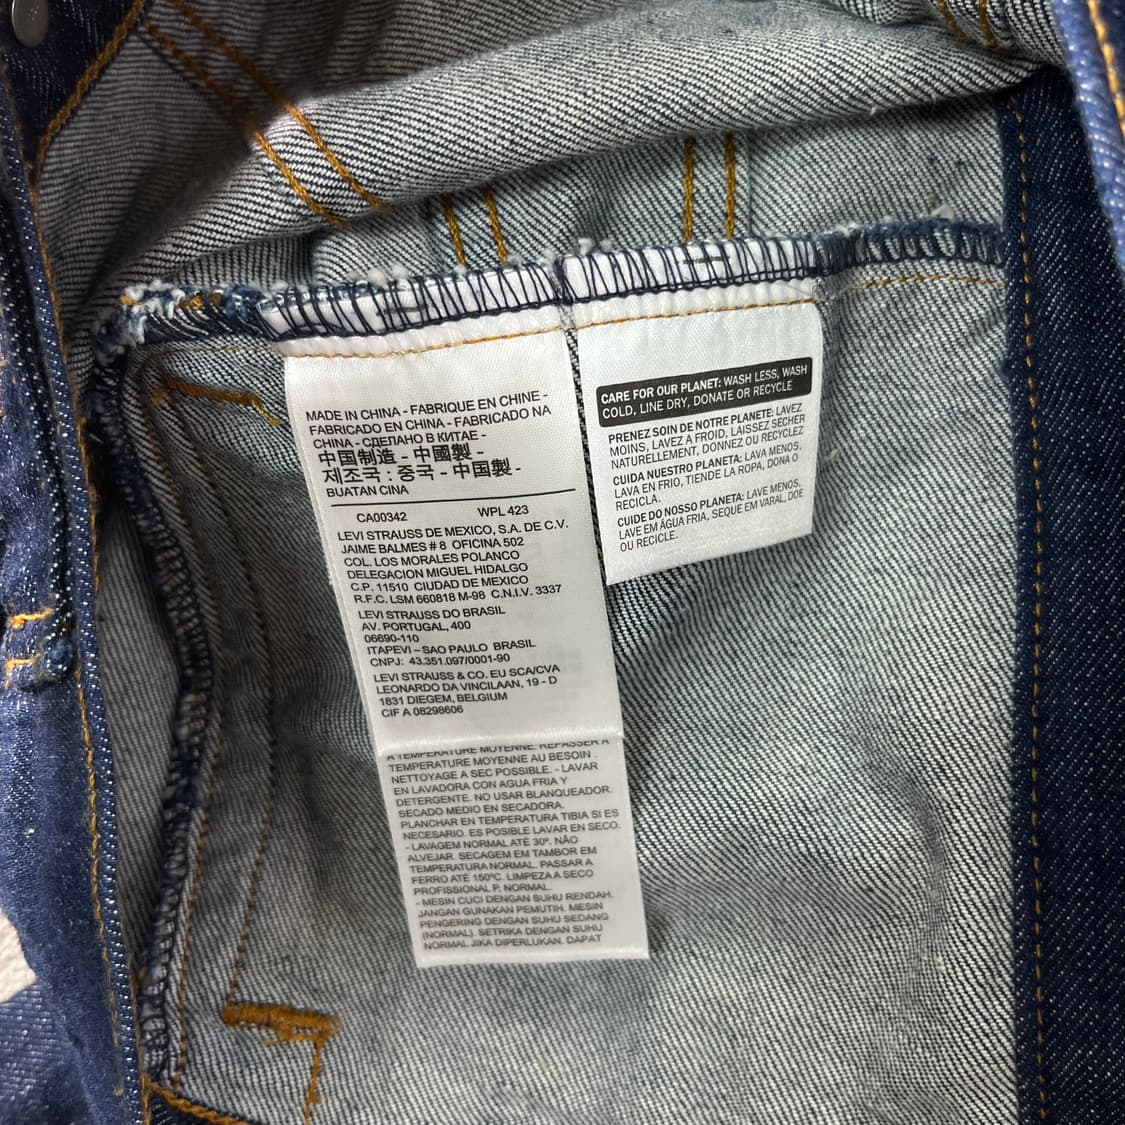 MADE IN CHINA - FABRIQUE EN CHINE -
FABRICADO EN CHINA - FABRICADO NA
CHINA - СДЕЛАНО В КИТАЕ -
中国制造 - 中國製 -
제조국 : 중국 - 中国製 -
BUATAN CINA
CA00342 WPL 423
LEVI STRAUSS DE MEXICO, S.A. DE C.V.
JAIME BALMES # 8 OFICINA 502
COL. LOS MORALES POLANCO
DELEGACION MIGUEL HIDALGO
C.P. 11510 CIUDAD DE MEXICO
R.F.C. LSM 660818 M-98 C.N.I.V. 3337
LEVI STRAUSS DO BRASIL
AV. PORTUGAL, 400
06690-110
ITAPEVI – SAO PAULO BRASIL
CNPJ: 43.351.097/0001-90
LEVI STRAUSS & CO. EU SCA/CVA
LEONARDO DA VINCILAAN, 19 - D
1831 DIEGEM, BELGIUM
CIF A 08298606
A TEMPERATURE MOYENNE. REPASSER A
TEMPERATURE MOYENNE AU BESOIN .
NETTOYAGE A SEC POSSIBLE. - LAVAR
EN LAVADORA CON AGUA FRIA Y
DETERGENTE. NO USAR BLANQUEADOR.
SECADO MEDIO EN SECADORA.
PLANCHAR EN TEMPERATURA TIBIA SI ES
NECESARIO. ES POSIBLE LAVAR EN SECO.
- LAVAGEM NORMAL ATÉ 30º. NÃO
ALVEJAR. SECAGEM EM TAMBOR EM
TEMPERATURA NORMAL. PASSAR A
FERRO ATÉ 150ºC. LIMPEZA A SECO
PROFISSIONAL P. NORMAL.
- MESIN CUCI DENGAN SUHU RENDAH.
JANGAN GUNAKAN PEMUTIH. MESIN
PENGERING DENGAN SUHU SEDANG
(NORMAL). SETRIKA DENGAN SUHU
NORMAL JIKA DIPERLUKAN. DAPAT
CARE FOR OUR PLANET: WASH LESS, WASH
COLD, LINE DRY, DONATE OR RECYCLE
PRENEZ SOIN DE NOTRE PLANETE: LAVEZ
MOINS, LAVEZ A FROID, LAISSEZ SÉCHER
NATURELLEMENT, DONNEZ OU RECYCLEZ
CUIDA NUESTRO PLANETA: LAVA MENOS,
LAVA EN FRIO, TIENDE LA ROPA, DONA O
RECICLA.
CUIDE DO NOSSO PLANETA: LAVE MENOS,
LAVE EM ÁGUA FRIA, SEQUE EM VARAL, DOE
OU RECICLE.